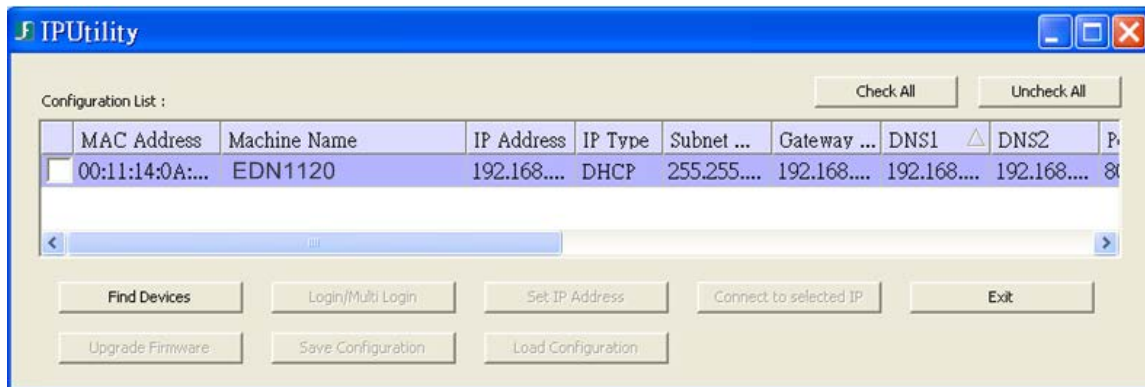 IPUtility
Configuration List :
Check All
Uncheck All
MAC Address Machine Name IP Address IP Type Subnet ... Gateway ... DNS1 DNS2
00:11:14:0A:... EDN1120 192.168.... DHCP 255.255.... 192.168.... 192.168.... 192.168....
Find Devices Login/Multi Login Set IP Address Connect to selected IP Exit
Upgrade Firmware Save Configuration Load Configuration